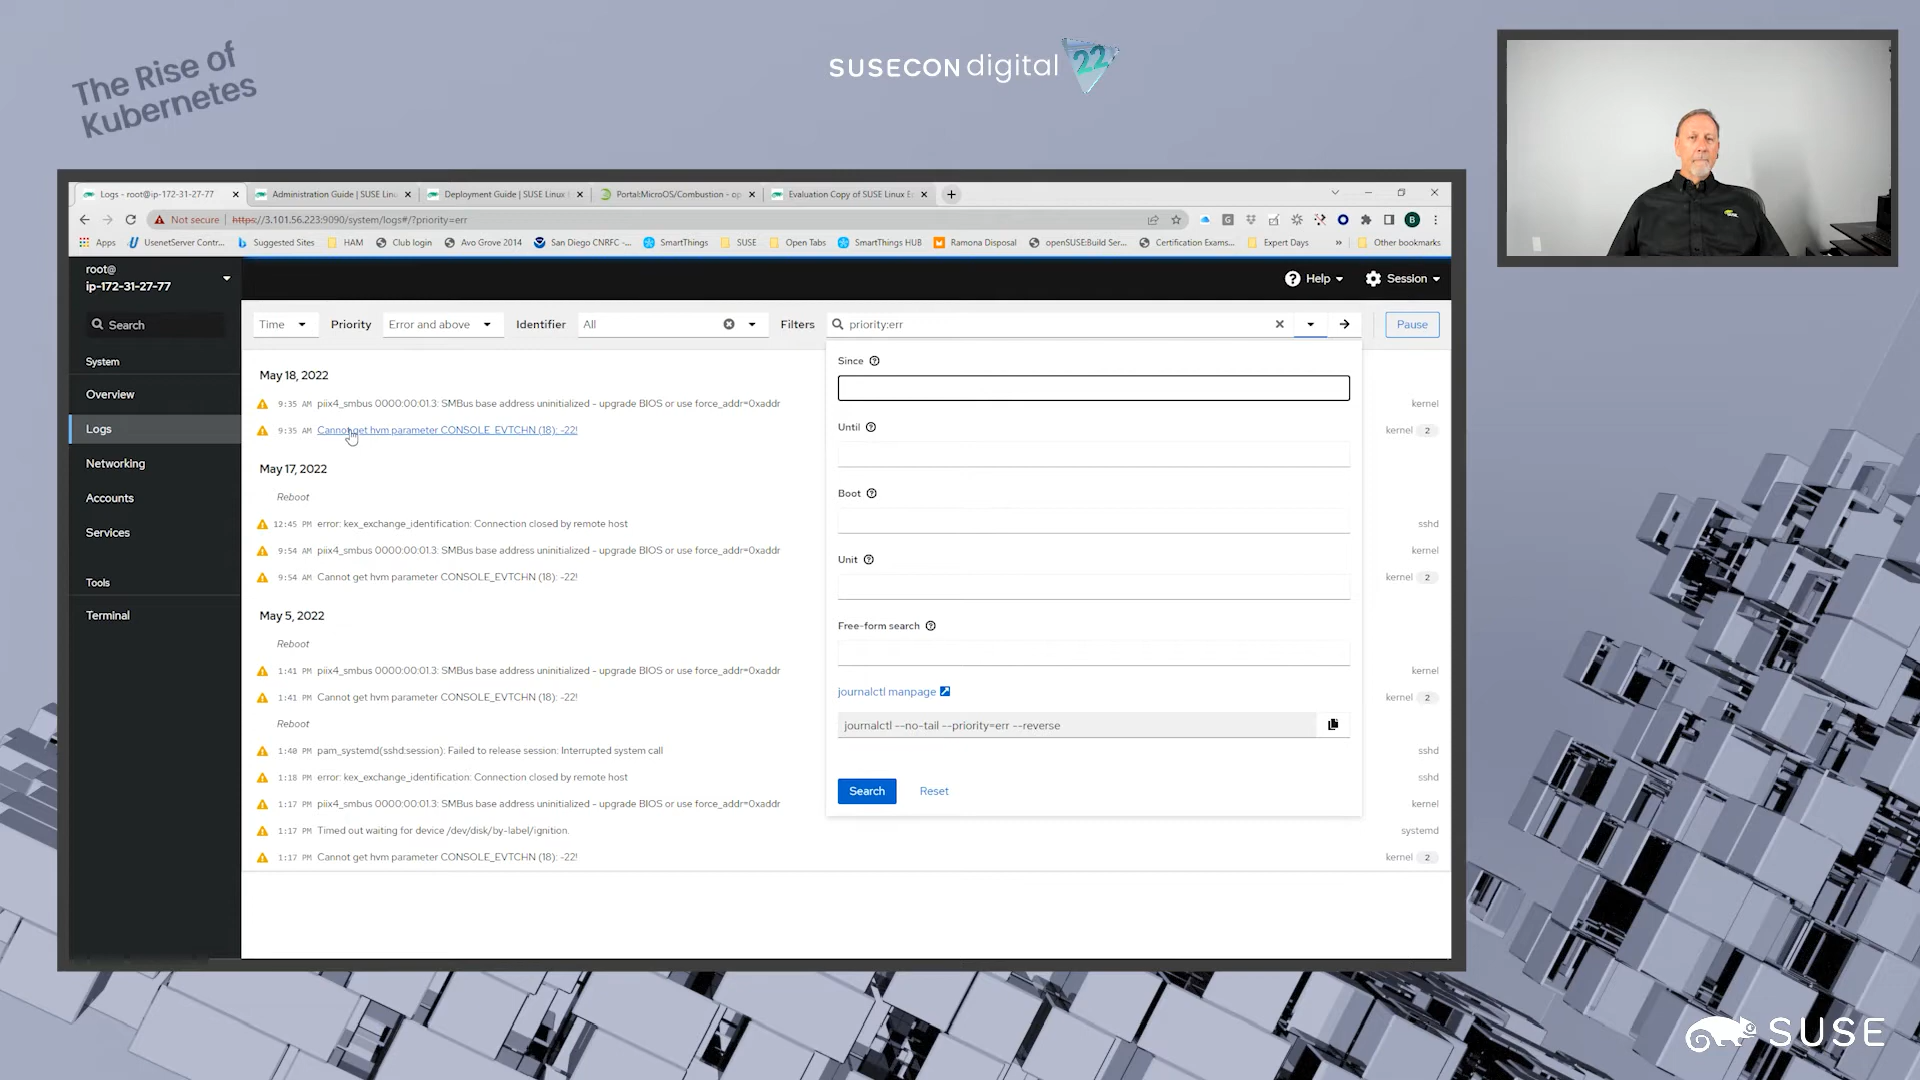 The Rise of
Kubernetes
SUSECON digital 22
Logs - root@ip-172-31-27-77
Administration Guide | SUSE Linu
Deployment Guide | SUSE Linux
Portal:MicroOS/Combustion - op
Evaluation Copy of SUSE Linux E
Not secure https://3.101.56.223:9090/system/logs#/?priority=err
B
Apps UsenetServer Contr... Suggested Sites HAM Club login Avo Grove 2014 San Diego CNRFC -... SmartThings SUSE Open Tabs SmartThings HUB Ramona Disposal openSUSE:Build Ser... Certification Exams... Expert Days » Other bookmarks
root@
ip-172-31-27-77
Help
Session
Search
System
Overview
Logs
Networking
Accounts
Services
Tools
Terminal
Time Priority Error and above Identifier All Filters priority:err Pause
May 18, 2022
9:35 AM piix4_smbus 0000:00:01.3: SMBus base address uninitialized - upgrade BIOS or use force_addr=0xaddr kernel
9:35 AM Cannot get hvm parameter CONSOLE_EVTCHN (18): -22! kernel 2
May 17, 2022
Reboot
12:45 PM error: kex_exchange_identification: Connection closed by remote host sshd
9:54 AM piix4_smbus 0000:00:01.3: SMBus base address uninitialized - upgrade BIOS or use force_addr=0xaddr kernel
9:54 AM Cannot get hvm parameter CONSOLE_EVTCHN (18): -22! kernel 2
May 5, 2022
Reboot
1:41 PM piix4_smbus 0000:00:01.3: SMBus base address uninitialized - upgrade BIOS or use force_addr=0xaddr kernel
1:41 PM Cannot get hvm parameter CONSOLE_EVTCHN (18): -22! kernel 2
Reboot
1:40 PM pam_systemd(sshd:session): Failed to release session: Interrupted system call sshd
1:18 PM error: kex_exchange_identification: Connection closed by remote host sshd
1:17 PM piix4_smbus 0000:00:01.3: SMBus base address uninitialized - upgrade BIOS or use force_addr=0xaddr kernel
1:17 PM Timed out waiting for device /dev/disk/by-label/ignition. systemd
1:17 PM Cannot get hvm parameter CONSOLE_EVTCHN (18): -22! kernel 2
Since
Until
Boot
Unit
Free-form search
journalctl manpage
journalctl --no-tail --priority=err --reverse
Search Reset
SUSE